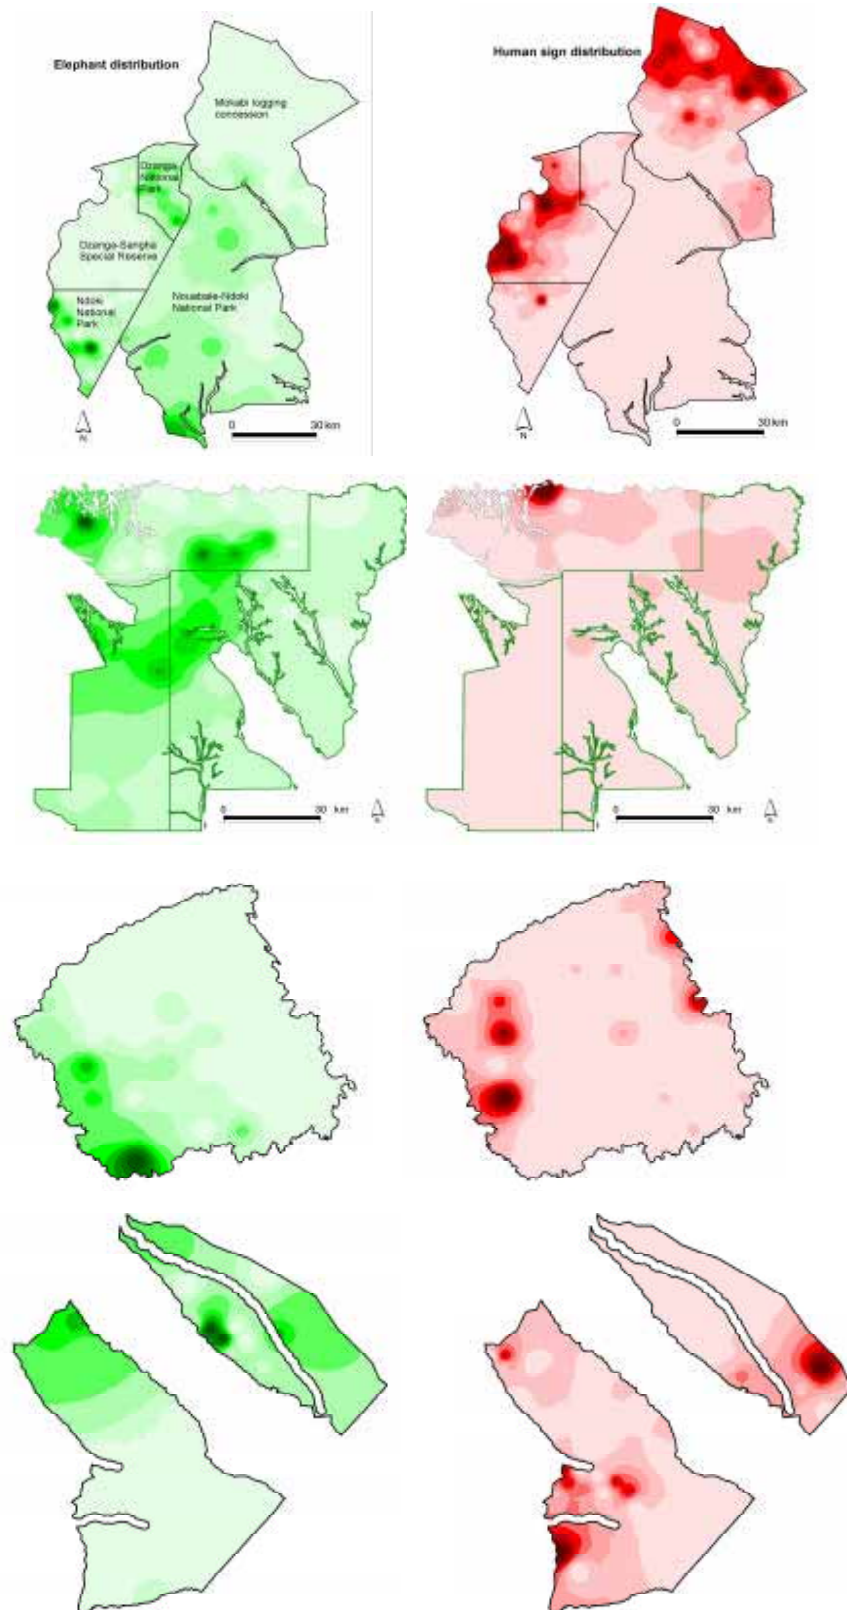 Elephant distribution
Human sign distribution
Mokabi logging
concession
Dzanga
National
Park
Dzanga-Sangha
Special Reserve
Ndoki
National
Park
Nouabale-Ndoki
National Park
N
0 30 km
N
0 30 km
0 30 km
0 30 km